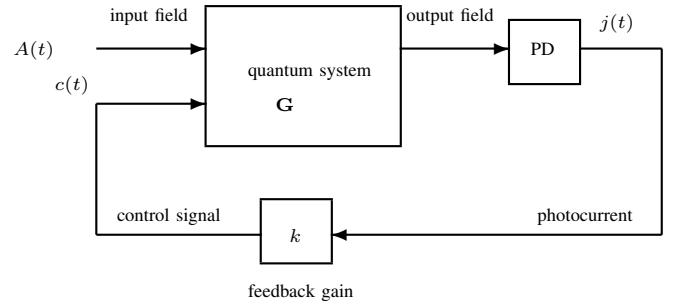 input field
output field
j(t)
A(t)
PD
quantum system
c(t)
G
control signal
photocurrent
k
feedback gain